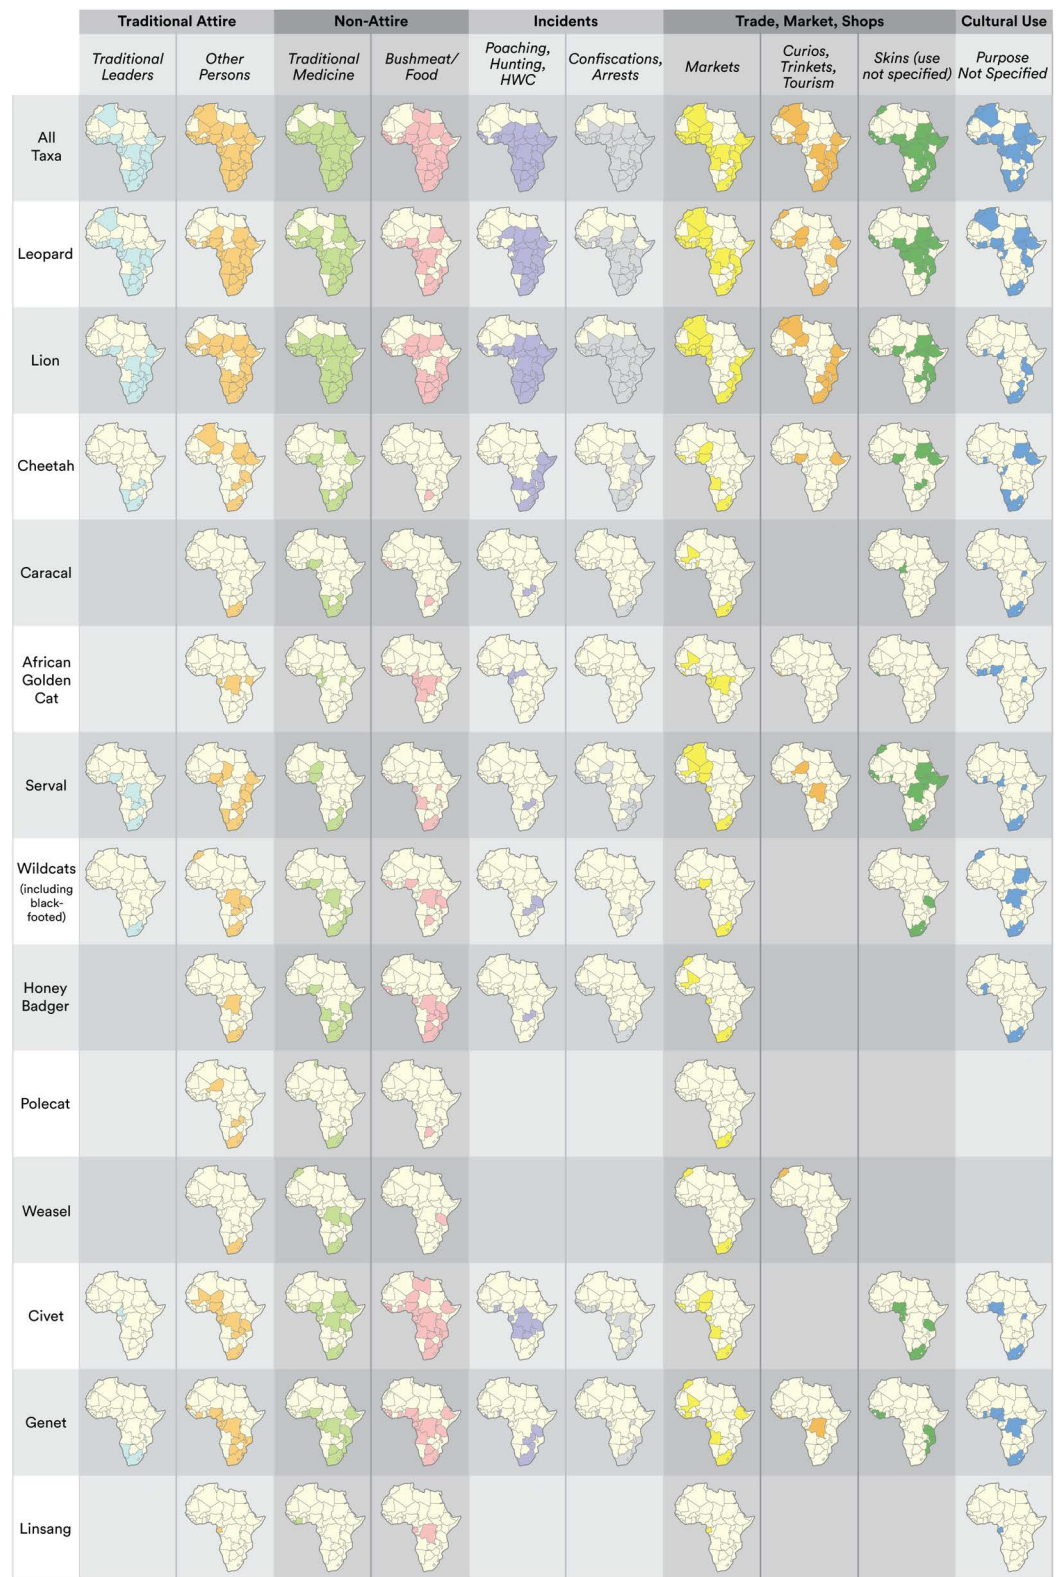 Traditional Attire
Non-Attire
Incidents
Trade, Market, Shops
Cultural Use
Traditional
Leaders
Other
Persons
Traditional
Medicine
Bushmeat/
Food
Poaching,
Hunting,
HWC
Confiscations,
Arrests
Markets
Curios,
Trinkets,
Tourism
Skins (use
not specified)
Purpose
Not Specified
All
Taxa
Leopard
Lion
Cheetah
Caracal
African
Golden
Cat
Serval
Wildcats
(including
black-
footed)
Honey
Badger
Polecat
Weasel
Civet
Genet
Linsang